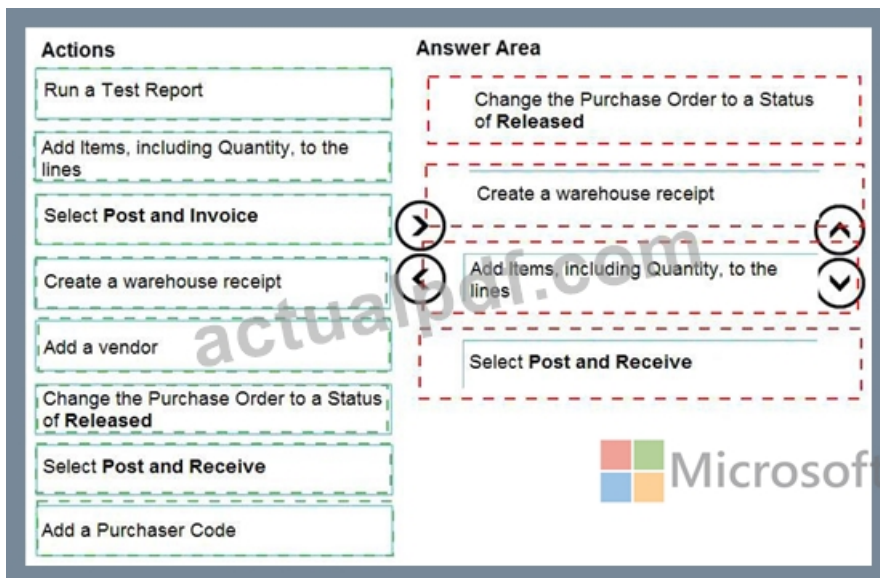 Actions
Run a Test Report
Add Items, including Quantity, to the
lines
Select Post and Invoice
Create a warehouse receipt
Add a vendor
Change the Purchase Order to a Status
of Released
Select Post and Receive
Add a Purchaser Code
Answer Area
Change the Purchase Order to a Status
of Released
Create a warehouse receipt
Add Items, including Quantity, to the
lines
Select Post and Receive
actualpdf.com
Microsoft